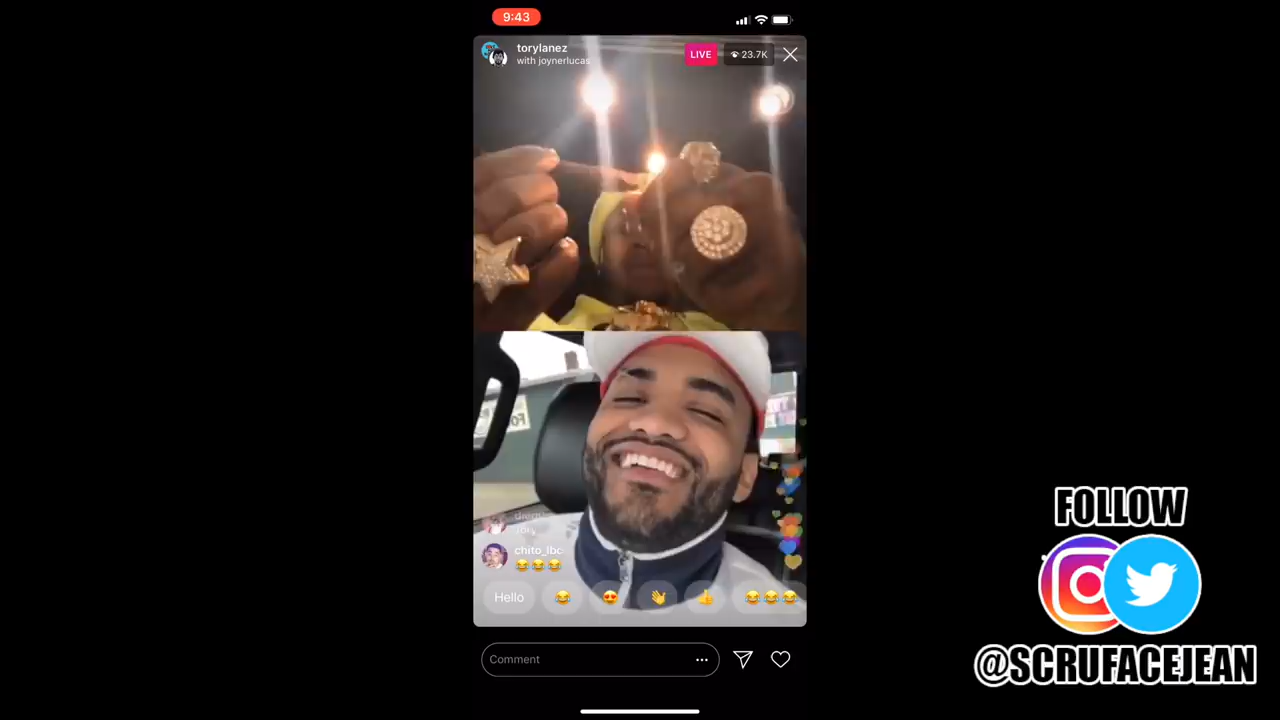 9:43
torylanez
with joynerlucas
LIVE
23.7K
chito_lbc
😂😂😂
Hello
😂 😍 👋 👍 😂😂😂
Comment
FOLLOW
@SCRUFACEJEAN